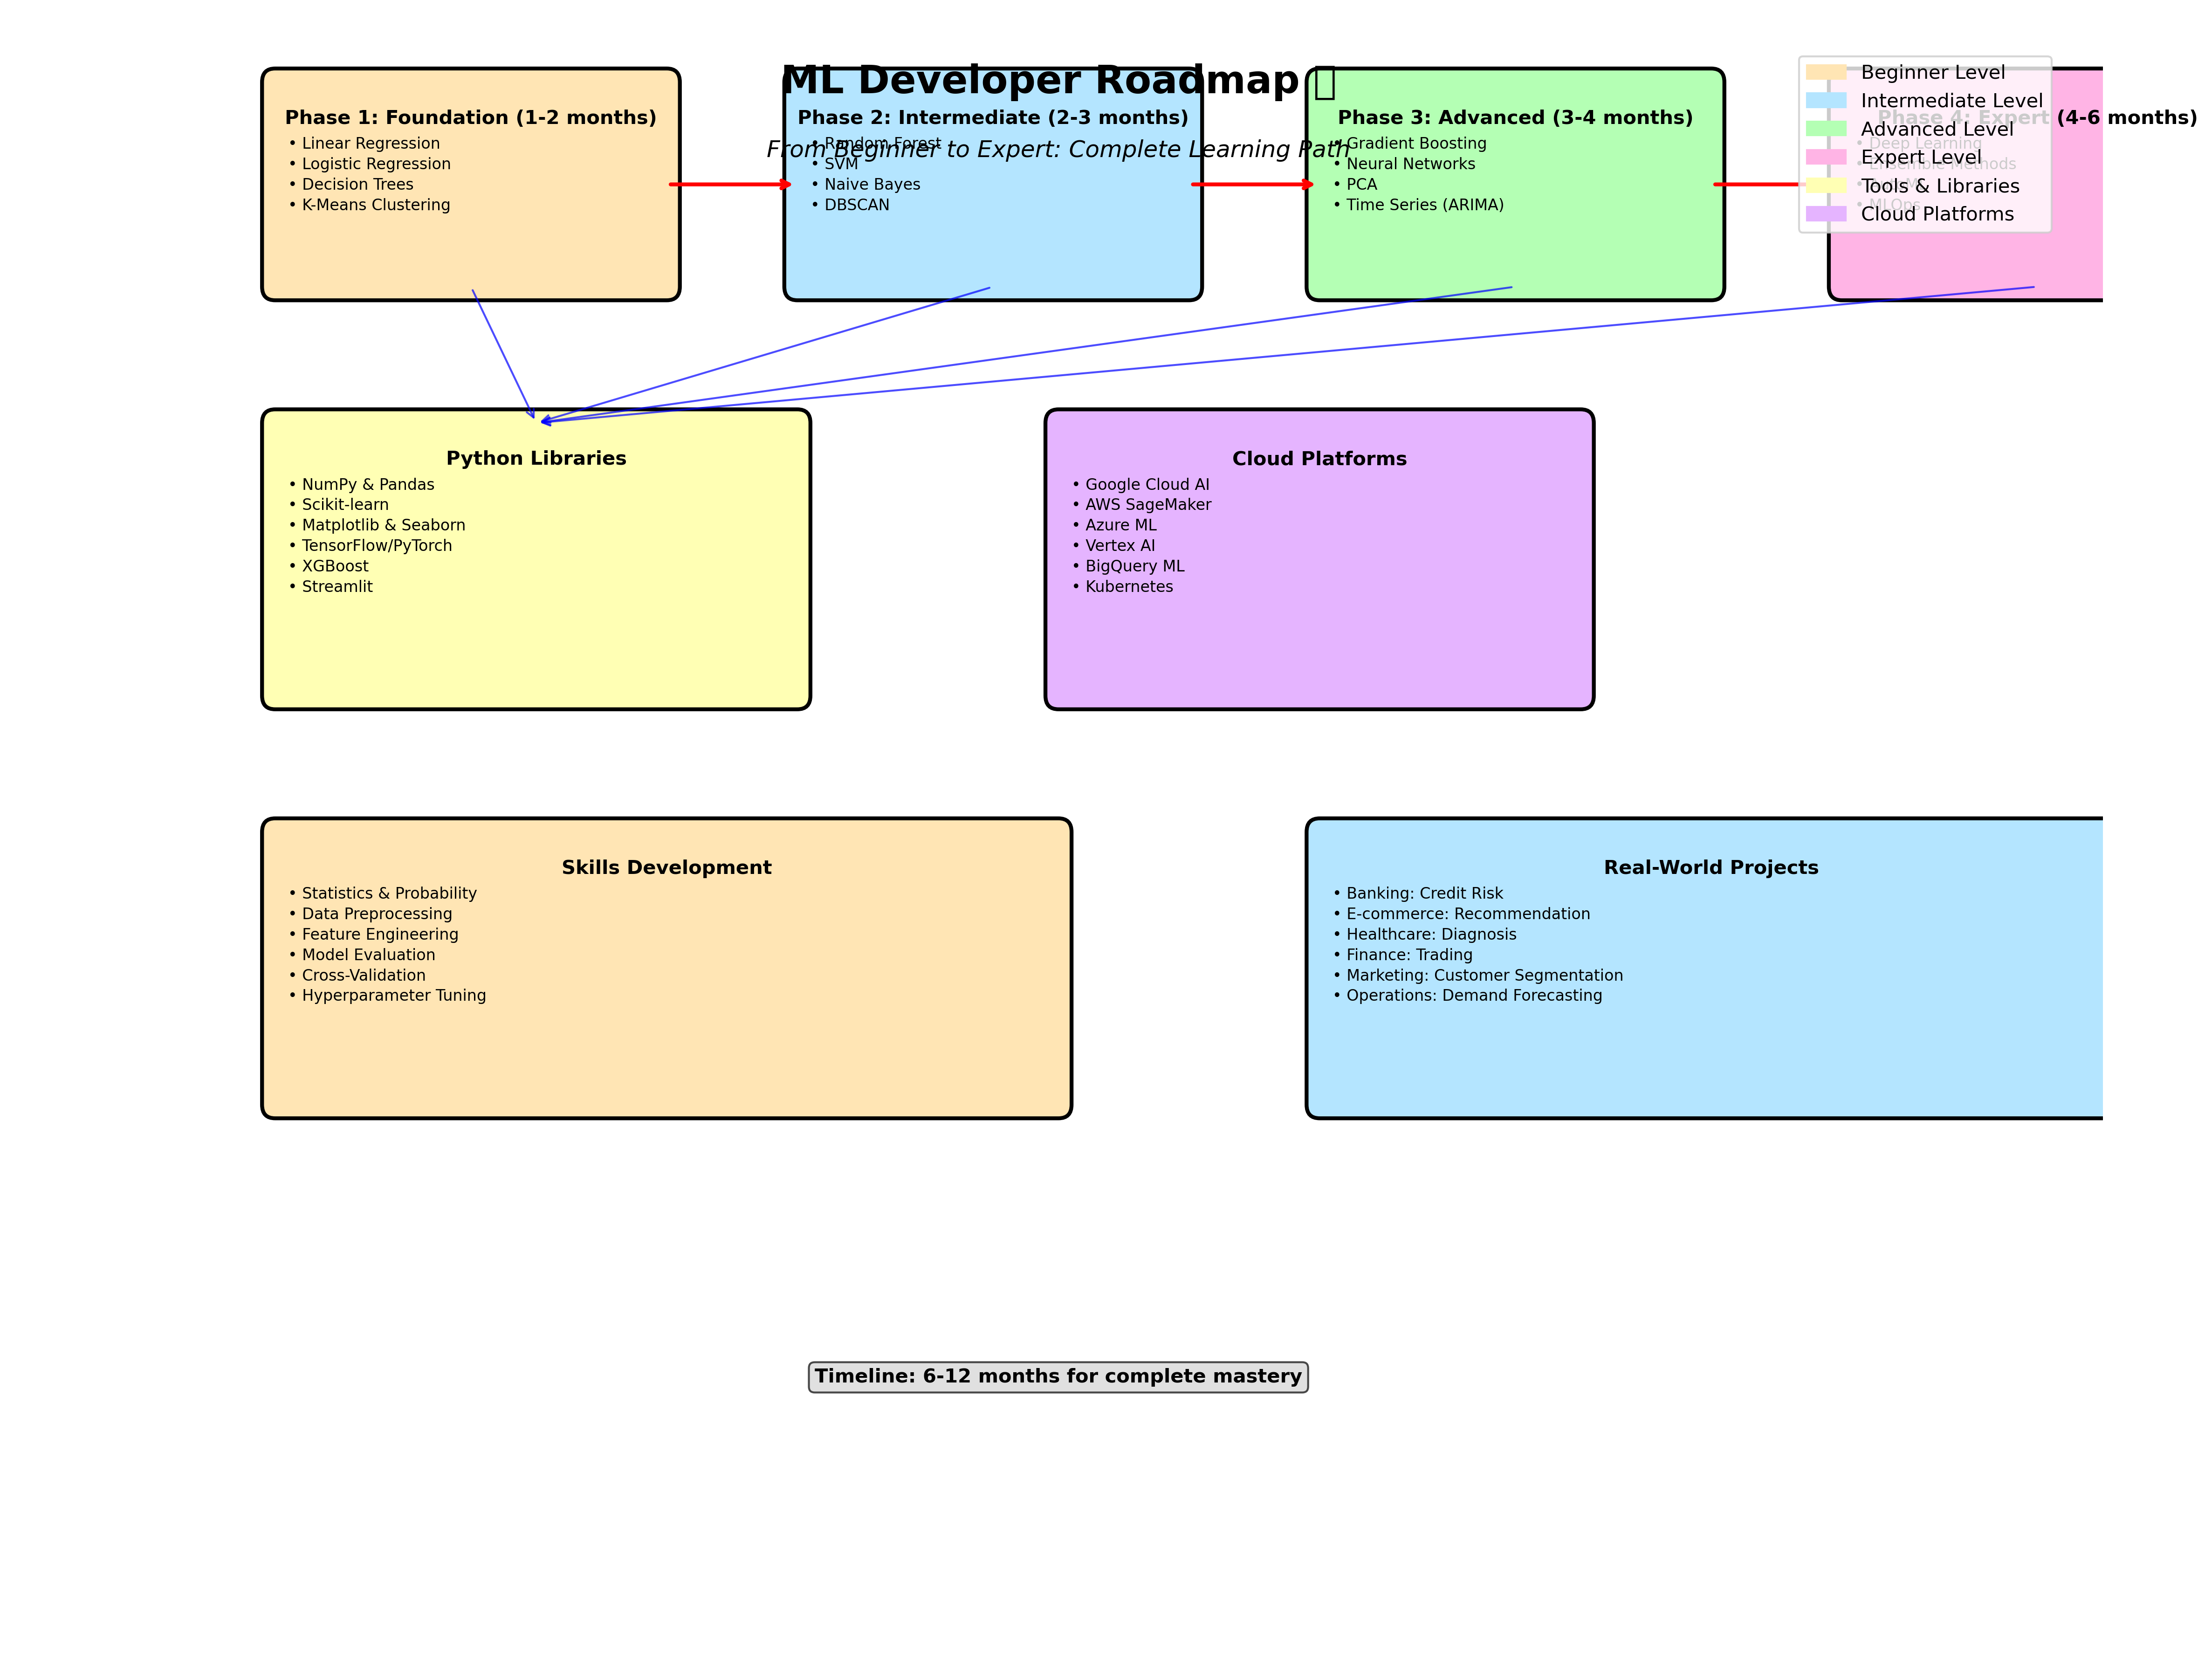 ML Developer Roadmap
From Beginner to Expert: Complete Learning Path
Phase 1: Foundation (1-2 months)
• Linear Regression
• Logistic Regression
• Decision Trees
• K-Means Clustering
Phase 2: Intermediate (2-3 months)
• Random Forest
• SVM
• Naive Bayes
• DBSCAN
Phase 3: Advanced (3-4 months)
• Gradient Boosting
• Neural Networks
• PCA
• Time Series (ARIMA)
Phase 4: Expert (4-6 months)
• Deep Learning
• Ensemble Methods
• MLOps
Beginner Level
Intermediate Level
Advanced Level
Expert Level
Tools & Libraries
Cloud Platforms
Python Libraries
• NumPy & Pandas
• Scikit-learn
• Matplotlib & Seaborn
• TensorFlow/PyTorch
• XGBoost
• Streamlit
Cloud Platforms
• Google Cloud AI
• AWS SageMaker
• Azure ML
• Vertex AI
• BigQuery ML
• Kubernetes
Skills Development
• Statistics & Probability
• Data Preprocessing
• Feature Engineering
• Model Evaluation
• Cross-Validation
• Hyperparameter Tuning
Real-World Projects
• Banking: Credit Risk
• E-commerce: Recommendation
• Healthcare: Diagnosis
• Finance: Trading
• Marketing: Customer Segmentation
• Operations: Demand Forecasting
Timeline: 6-12 months for complete mastery